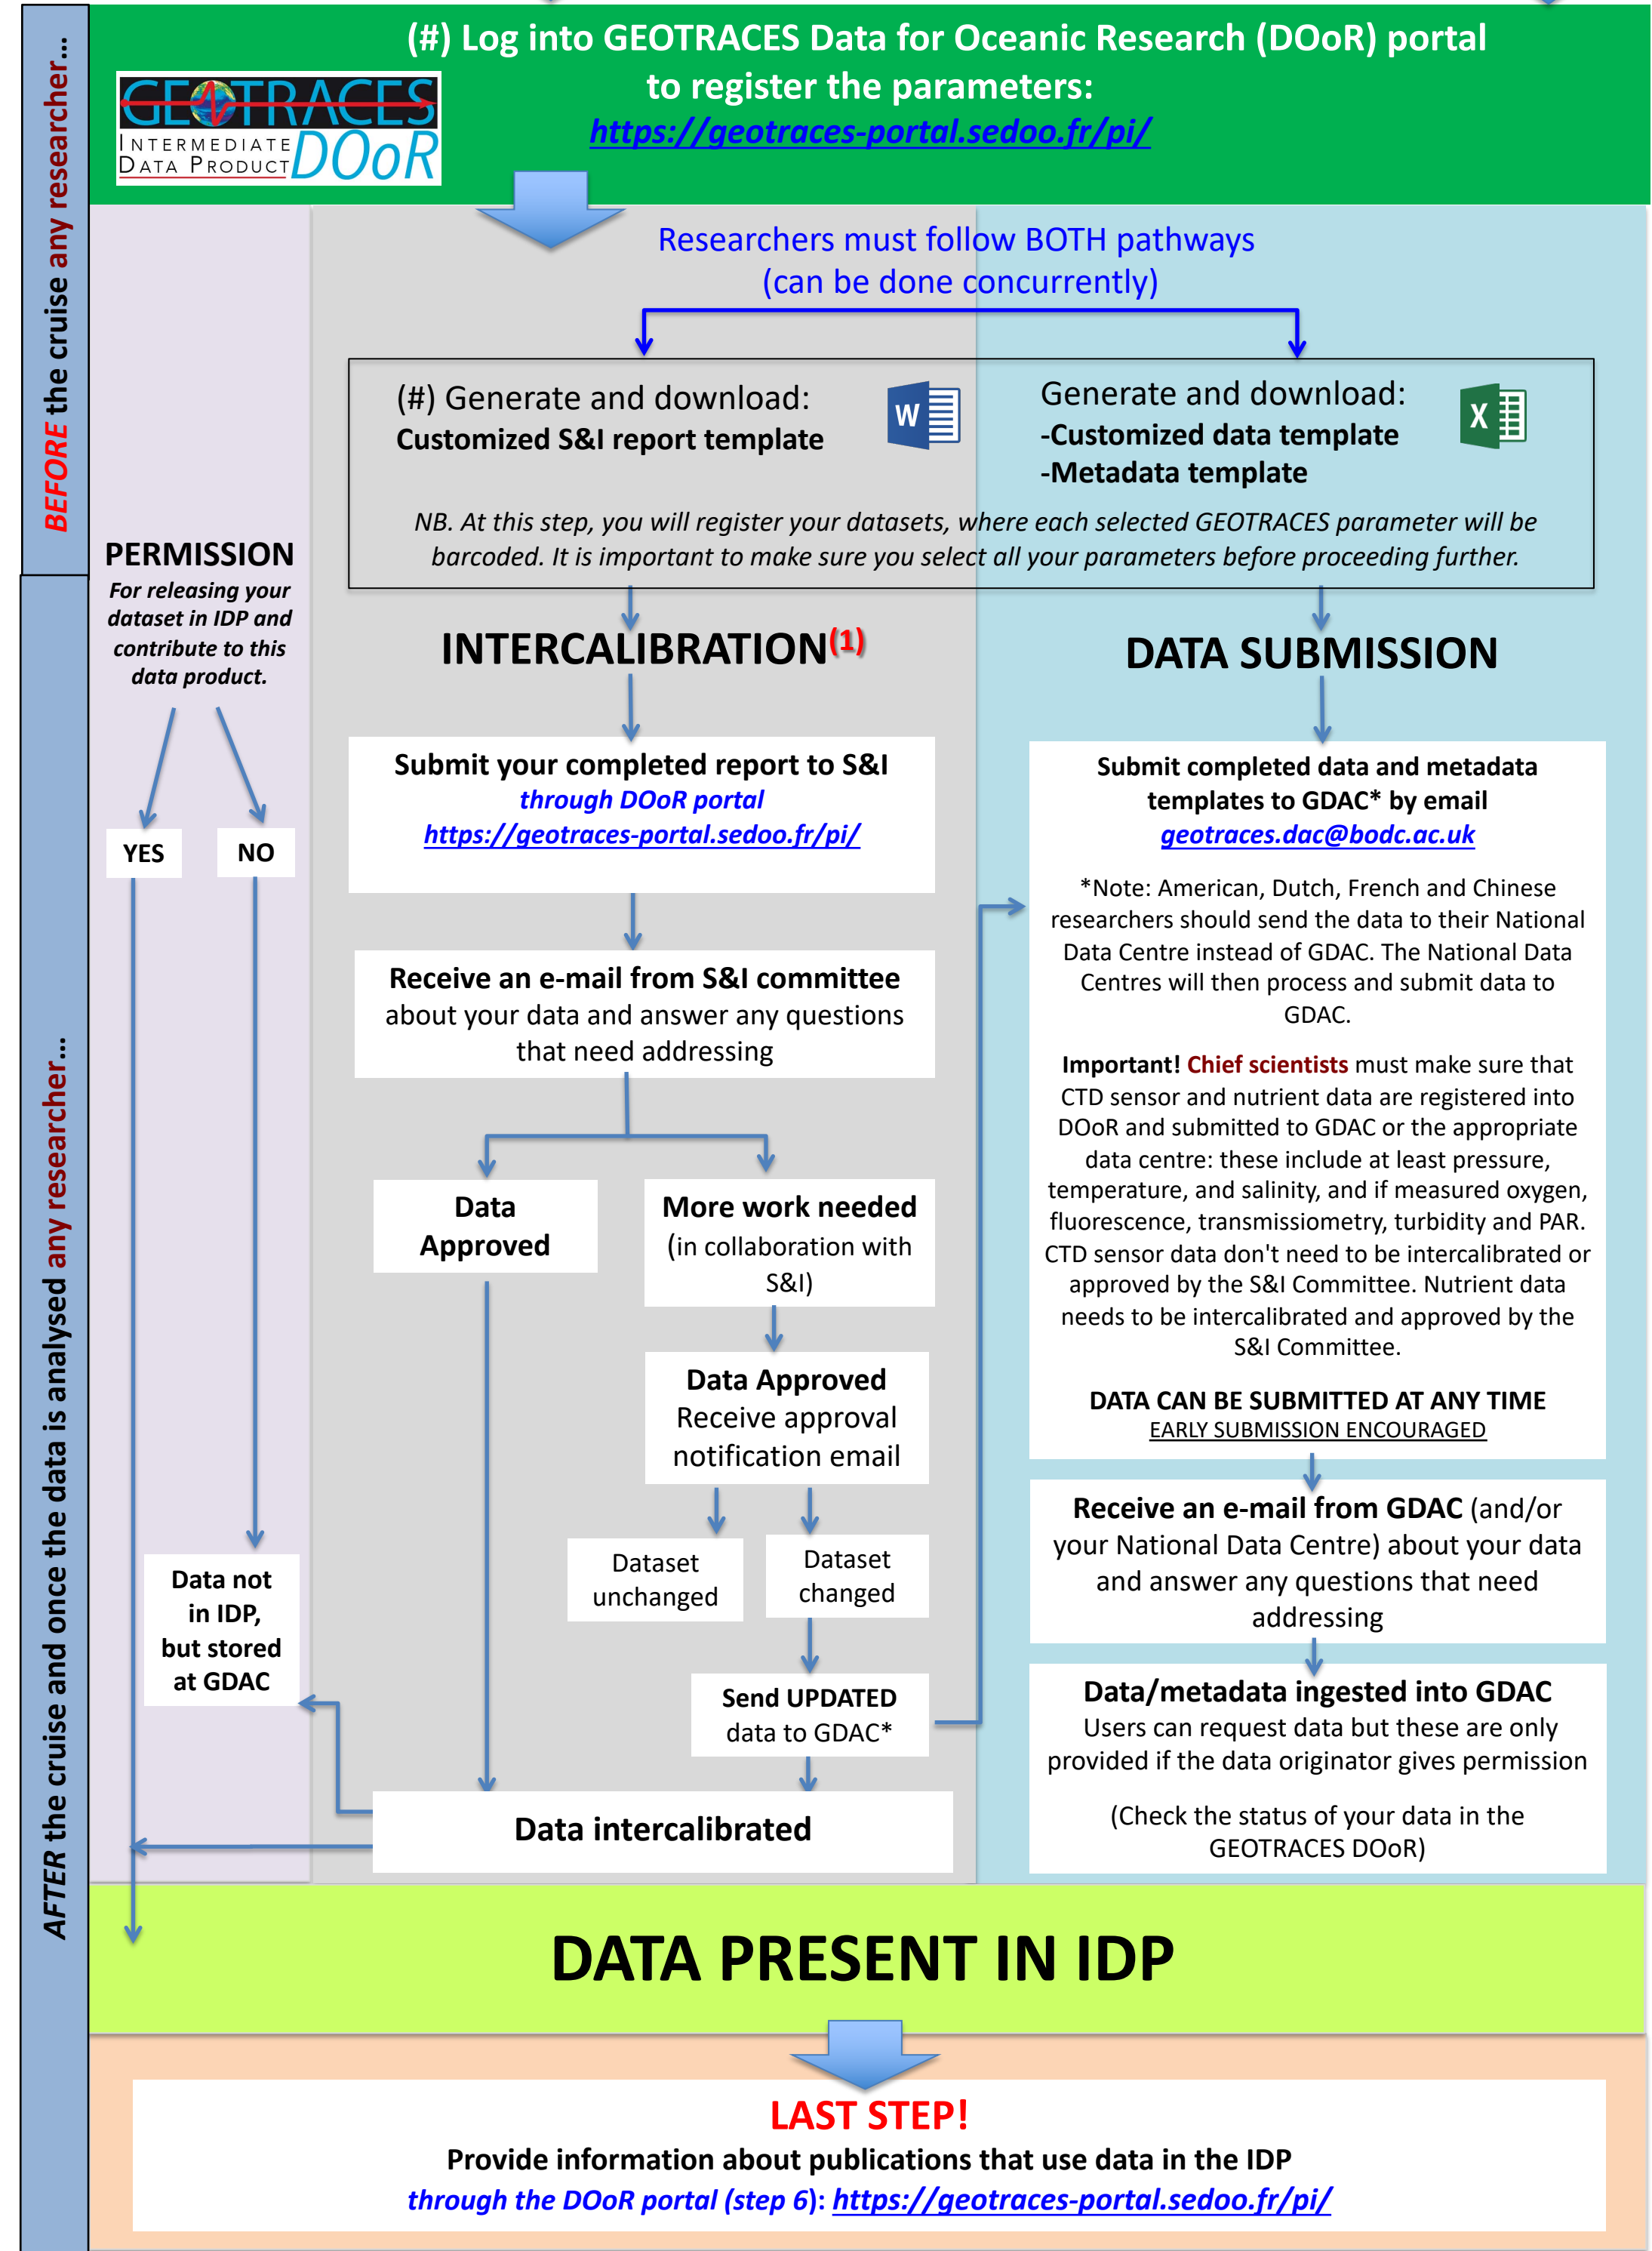 (#) Log into GEOTRACES Data for Oceanic Research (DOoR) portal
to register the parameters:
https://geotraces-portal.sedoo.fr/pi/
GEOTRACES
INTERMEDIATE
DATA PRODUCT
DOoR
BEFORE the cruise any researcher...
Researchers must follow BOTH pathways
(can be done concurrently)
(#) Generate and download:
Customized S&I report template
W
Generate and download:
-Customized data template
-Metadata template
X
NB. At this step, you will register your datasets, where each selected GEOTRACES parameter will be
barcoded. It is important to make sure you select all your parameters before proceeding further.
AFTER the cruise and once the data is analysed any researcher...
PERMISSION
For releasing your
dataset in IDP and
contribute to this
data product.
YES
NO
Data not
in IDP,
but stored
at GDAC
INTERCALIBRATION(1)
Submit your completed report to S&I
through DOoR portal
https://geotraces-portal.sedoo.fr/pi/
Receive an e-mail from S&I committee
about your data and answer any questions
that need addressing
Data
Approved
More work needed
(in collaboration with
S&I)
Data Approved
Receive approval
notification email
Dataset
unchanged
Dataset
changed
Send UPDATED
data to GDAC*
Data intercalibrated
DATA SUBMISSION
Submit completed data and metadata
templates to GDAC* by email
geotraces.dac@bodc.ac.uk
*Note: American, Dutch, French and Chinese
researchers should send the data to their National
Data Centre instead of GDAC. The National Data
Centres will then process and submit data to
GDAC.
Important! Chief scientists must make sure that
CTD sensor and nutrient data are registered into
DOoR and submitted to GDAC or the appropriate
data centre: these include at least pressure,
temperature, and salinity, and if measured oxygen,
fluorescence, transmissiometry, turbidity and PAR.
CTD sensor data don't need to be intercalibrated or
approved by the S&I Committee. Nutrient data
needs to be intercalibrated and approved by the
S&I Committee.
DATA CAN BE SUBMITTED AT ANY TIME
EARLY SUBMISSION ENCOURAGED
Receive an e-mail from GDAC (and/or
your National Data Centre) about your data
and answer any questions that need
addressing
Data/metadata ingested into GDAC
Users can request data but these are only
provided if the data originator gives permission
(Check the status of your data in the
GEOTRACES DOoR)
DATA PRESENT IN IDP
LAST STEP!
Provide information about publications that use data in the IDP
through the DOoR portal (step 6): https://geotraces-portal.sedoo.fr/pi/